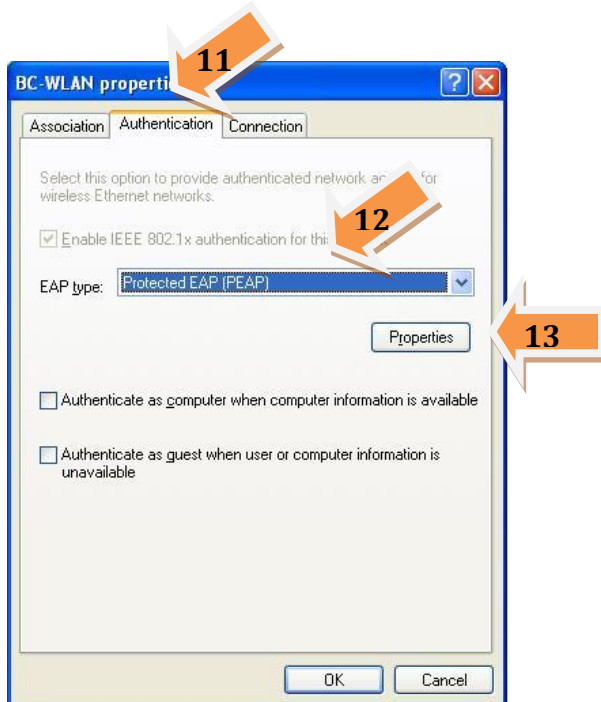 11
BC-WLAN properti
Association Authentication Connection
Select this option to provide authenticated network for
wireless Ethernet networks.
12
Enable IEEE 802.1x authentication for this
EAP type: Protected EAP (PEAP)
Properties
13
Authenticate as computer when computer information is available
Authenticate as guest when user or computer information is
unavailable
OK Cancel